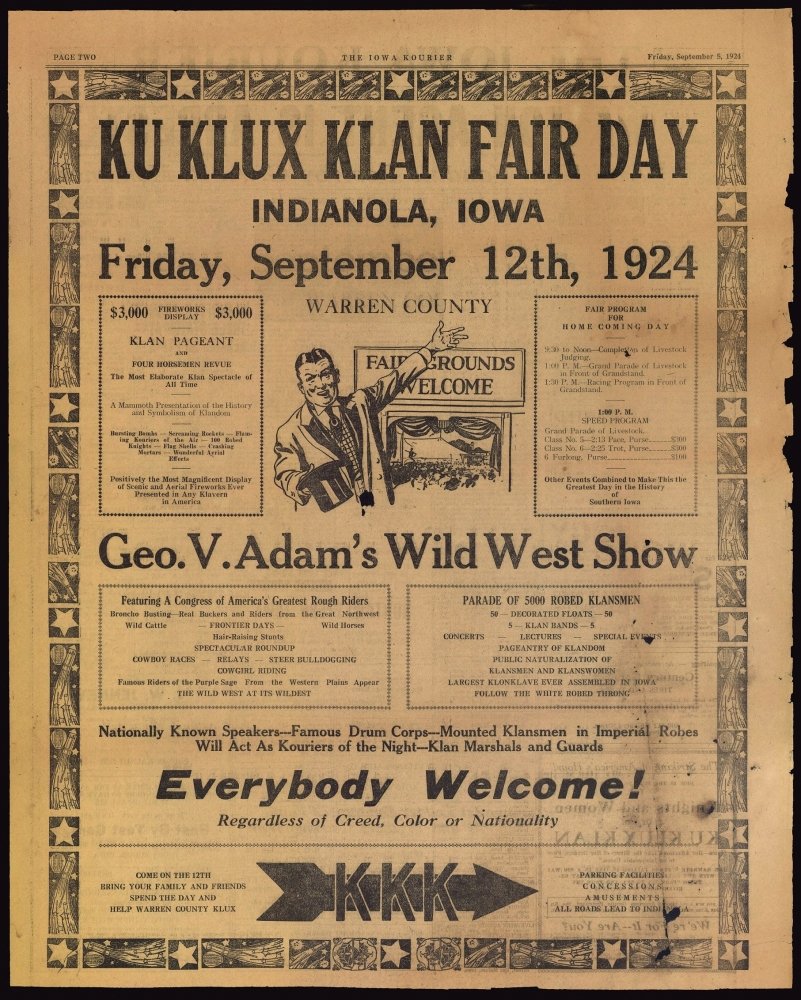 PAGE TWO
THE IOWA KOURIER
Friday, September 5, 1924
KU KLUX KLAN FAIR DAY
INDIANOLA, IOWA
Friday, September 12th, 1924
$3,000 FIREWORKS DISPLAY $3,000
KLAN PAGEANT
AND
FOUR HORSEMEN REVUE
The Most Elaborate Klan Spectacle of
All Time
A Mammoth Presentation of the History
and Symbolism of Klandom
Bursting Bombs — Screaming Rockets — Flam-
ing Kouriers of the Air — 100 Robed
Knights — Flag Shells — Crashing
Mortars — Wonderful Ayrial
Effects
Positively the Most Magnificent Display
of Scenic and Aerial Fireworks Ever
Presented in Any Klavern
in America
WARREN COUNTY
FAIR GROUNDS
WELCOME
FAIR PROGRAM
FOR
HOME COMING DAY
9:30 to Noon—Completion of Livestock
Judging.
1:00 P. M.—Grand Parade of Livestock
in Front of Grandstand.
1:30 P. M.—Racing Program in Front of
Grandstand.
1:00 P. M.
SPEED PROGRAM
Grand Parade of Livestock.
Class No. 5—2:13 Pace, Purse $300
Class No. 6—2:25 Trot, Purse $300
6 Furlong, Purse $100
Other Events Combined to Make This the
Greatest Day in the History
of
Southern Iowa
Geo. V. Adam's Wild West Show
Featuring A Congress of America's Greatest Rough Riders
Broncho Busting—Real Buckers and Riders from the Great Northwest
Wild Cattle — FRONTIER DAYS — Wild Horses
Hair-Raising Stunts
SPECTACULAR ROUNDUP
COWBOY RACES — RELAYS — STEER BULLDOGGING
COWGIRL RIDING
Famous Riders of the Purple Sage From the Western Plains Appear
THE WILD WEST AT ITS WILDEST
PARADE OF 5000 ROBED KLANSMEN
50 — DECORATED FLOATS — 50
5 — KLAN BANDS — 5
CONCERTS — LECTURES — SPECIAL EVENTS
PAGEANTRY OF KLANDOM
PUBLIC NATURALIZATION OF
KLANSMEN AND KLANSWOMEN
LARGEST KLONKLAVE EVER ASSEMBLED IN IOWA
FOLLOW THE WHITE ROBED THRONG
Nationally Known Speakers—Famous Drum Corps—Mounted Klansmen in Imperial Robes
Will Act As Kouriers of the Night—Klan Marshals and Guards
Everybody Welcome!
Regardless of Creed, Color or Nationality
COME ON THE 12TH
BRING YOUR FAMILY AND FRIENDS
SPEND THE DAY AND
HELP WARREN COUNTY KLUX
KKK
PARKING FACILITIES
CONCESSIONS
AMUSEMENTS
ALL ROADS LEAD TO INDIANOLA